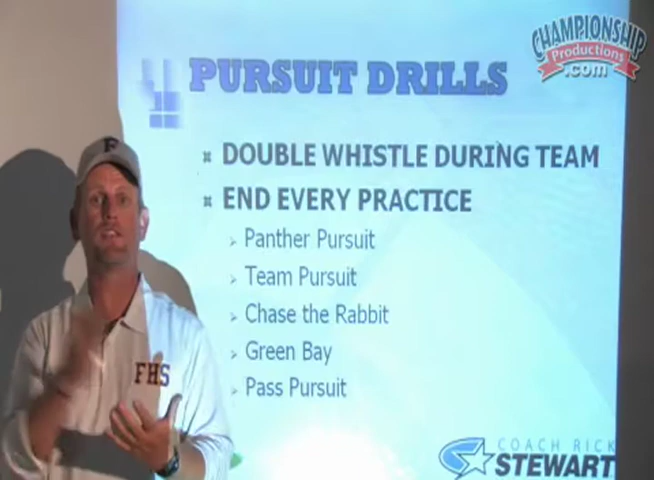 CHAMPIONSHIP
Productions
.com
PURSUIT DRILLS
DOUBLE WHISTLE DURING TEAM
END EVERY PRACTICE
Panther Pursuit
Team Pursuit
Chase the Rabbit
Green Bay
Pass Pursuit
F
FHS
COACH RICK
STEWART